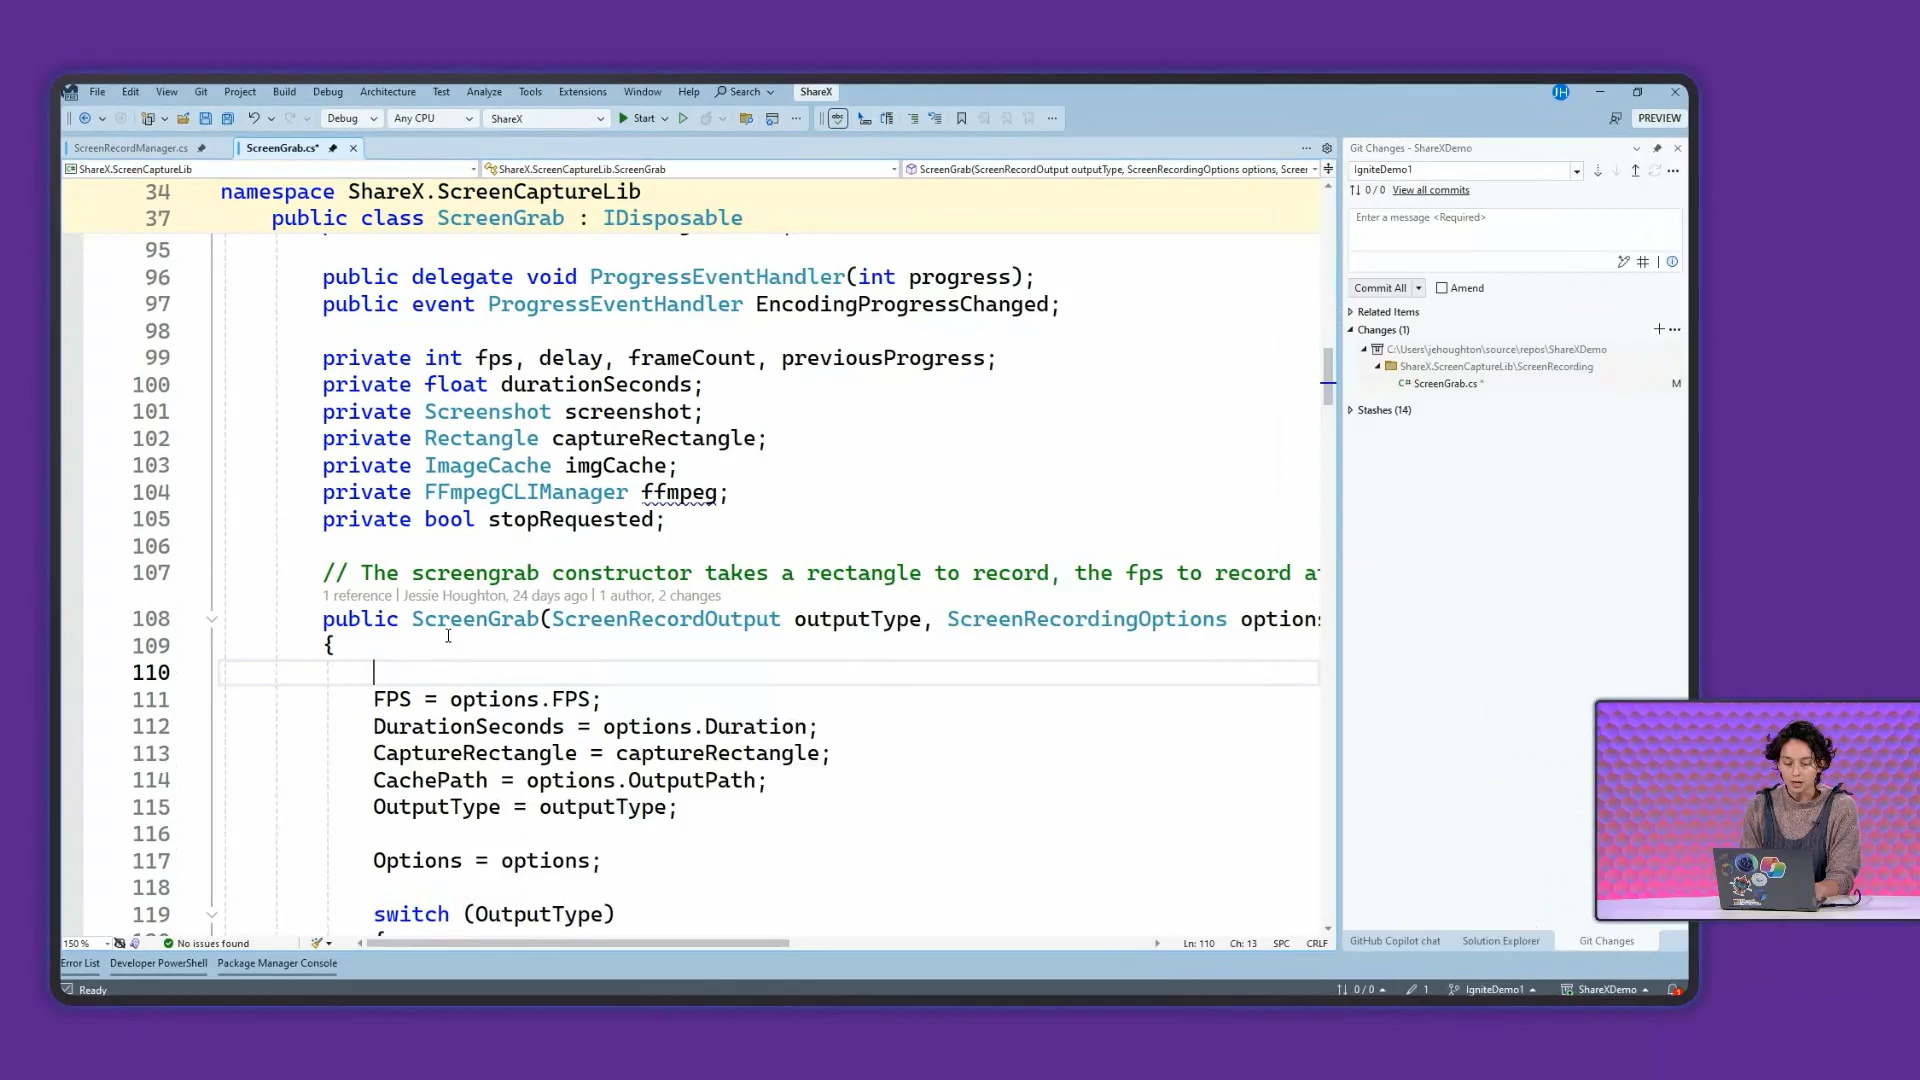 File Edit View Git Project Build Debug Architecture Test Analyze Tools Extensions Window Help Search ShareX JH
Debug Any CPU ShareX Start abc PREVIEW
ScreenRecordManager.cs ScreenGrab.cs*
ShareX.ScreenCaptureLib ShareX.ScreenCaptureLib.ScreenGrab ScreenGrab(ScreenRecordOutput outputType, ScreenRecordingOptions options, Screer
34 namespace ShareX.ScreenCaptureLib
37 public class ScreenGrab : IDisposable
95
96 public delegate void ProgressEventHandler(int progress);
97 public event ProgressEventHandler EncodingProgressChanged;
98
99 private int fps, delay, frameCount, previousProgress;
100 private float durationSeconds;
101 private Screenshot screenshot;
102 private Rectangle captureRectangle;
103 private ImageCache imgCache;
104 private FFmpegCLIManager ffmpeg;
105 private bool stopRequested;
106
107 // The screengrab constructor takes a rectangle to record, the fps to record a
1 reference | Jessie Houghton, 24 days ago | 1 author, 2 changes
108 public ScreenGrab(ScreenRecordOutput outputType, ScreenRecordingOptions options
109 {
110
111 FPS = options.FPS;
112 DurationSeconds = options.Duration;
113 CaptureRectangle = captureRectangle;
114 CachePath = options.OutputPath;
115 OutputType = outputType;
116
117 Options = options;
118
119 switch (OutputType)
{
150 % No issues found Ln: 110 Ch: 13 SPC CRLF
Error List Developer PowerShell Package Manager Console
Ready 0 / 0 1 IgniteDemo1 ShareXDemo
Git Changes - ShareXDemo
IgniteDemo1
0 / 0 View all commits
Enter a message <Required>
Commit All Amend
Related Items
Changes (1)
C:\Users\jehoughton\source\repos\ShareXDemo
ShareX.ScreenCaptureLib\ScreenRecording
C# ScreenGrab.cs * M
Stashes (14)
GitHub Copilot chat Solution Explorer Git Changes